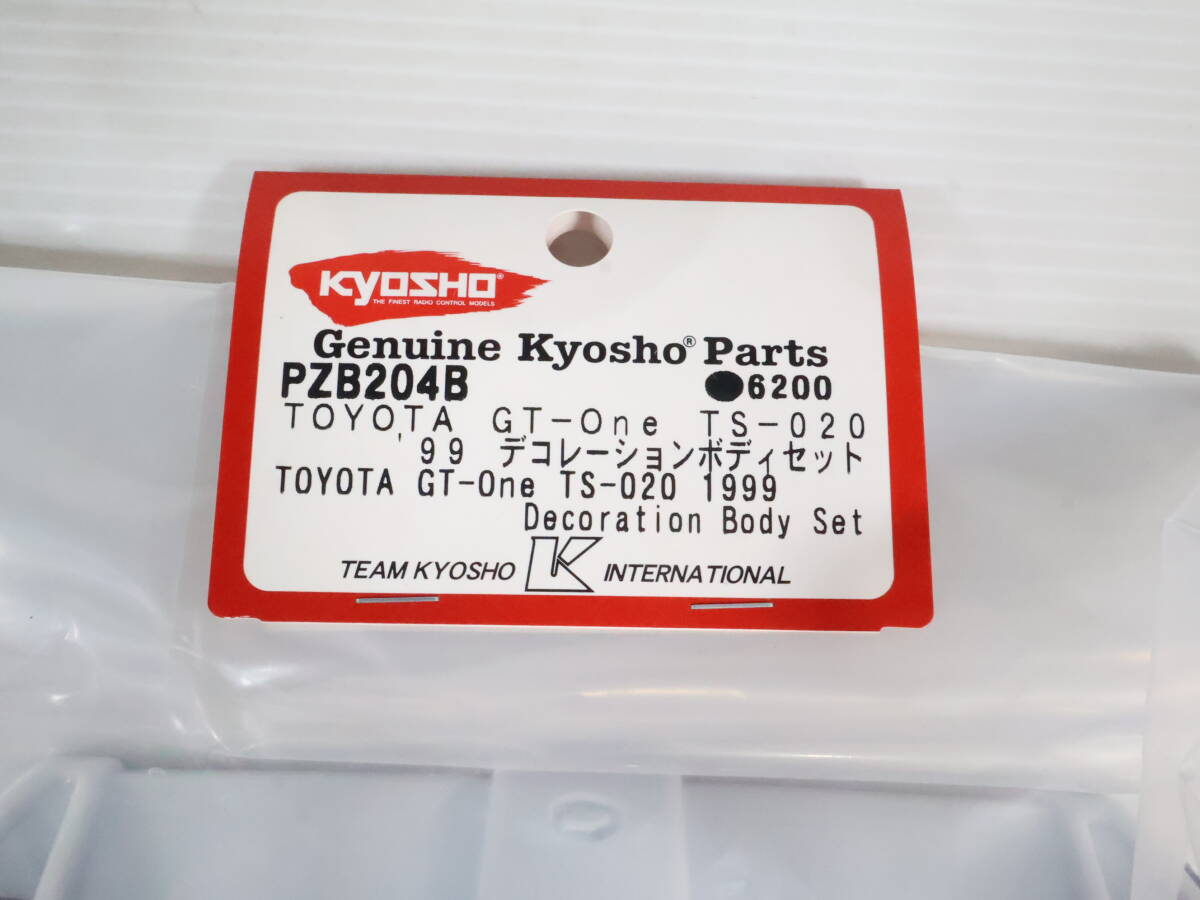 KYOSHO®
THE FINEST RADIO CONTROL MODELS
Genuine Kyosho® Parts
PZB204B ●6200
TOYOTA GT-One TS-020
'99 デコレーションボディセット
TOYOTA GT-One TS-020 1999
Decoration Body Set
TEAM KYOSHO K INTERNATIONAL